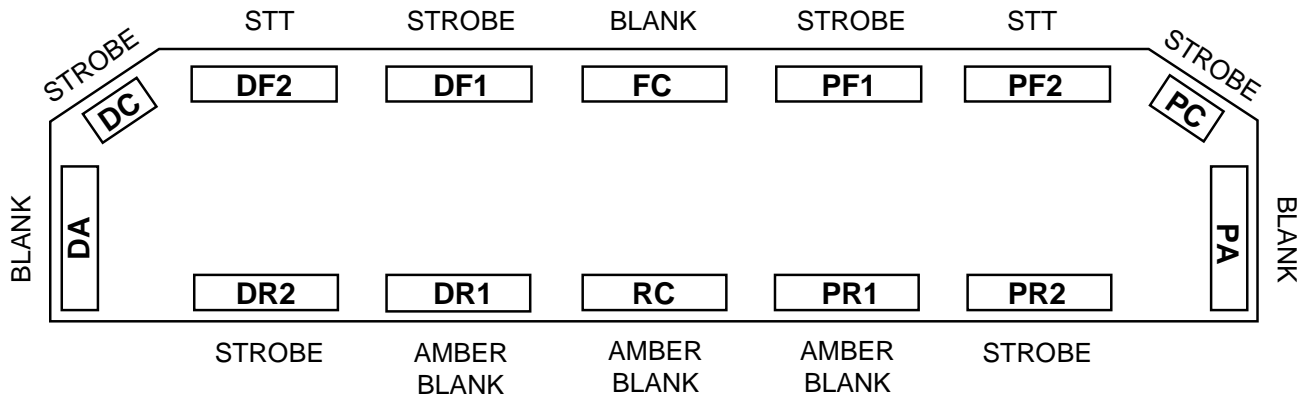 STT STROBE BLANK STROBE STT
STROBE STROBE
DF2 DF1 FC PF1 PF2
DC PC
BLANK DA PA BLANK
DR2 DR1 RC PR1 PR2
STROBE AMBER AMBER AMBER STROBE
BLANK BLANK BLANK